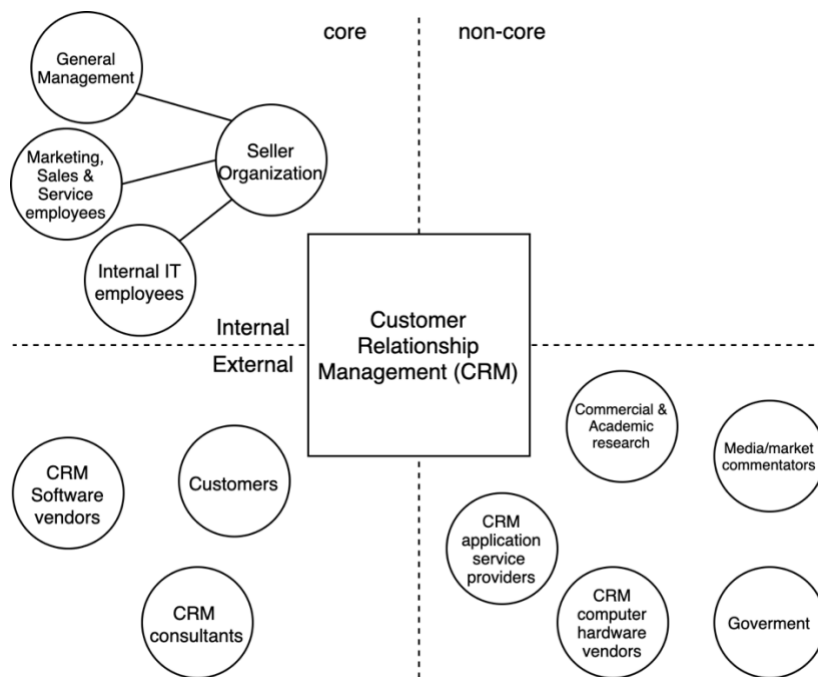 core
non-core
General
Management
Seller
Organization
Marketing,
Sales &
Service
employees
Internal IT
employees
Internal
External
Customer
Relationship
Management (CRM)
Commercial &
Academic
research
Media/market
commentators
CRM
Software
vendors
Customers
CRM
application
service
providers
CRM
consultants
CRM
computer
hardware
vendors
Goverment